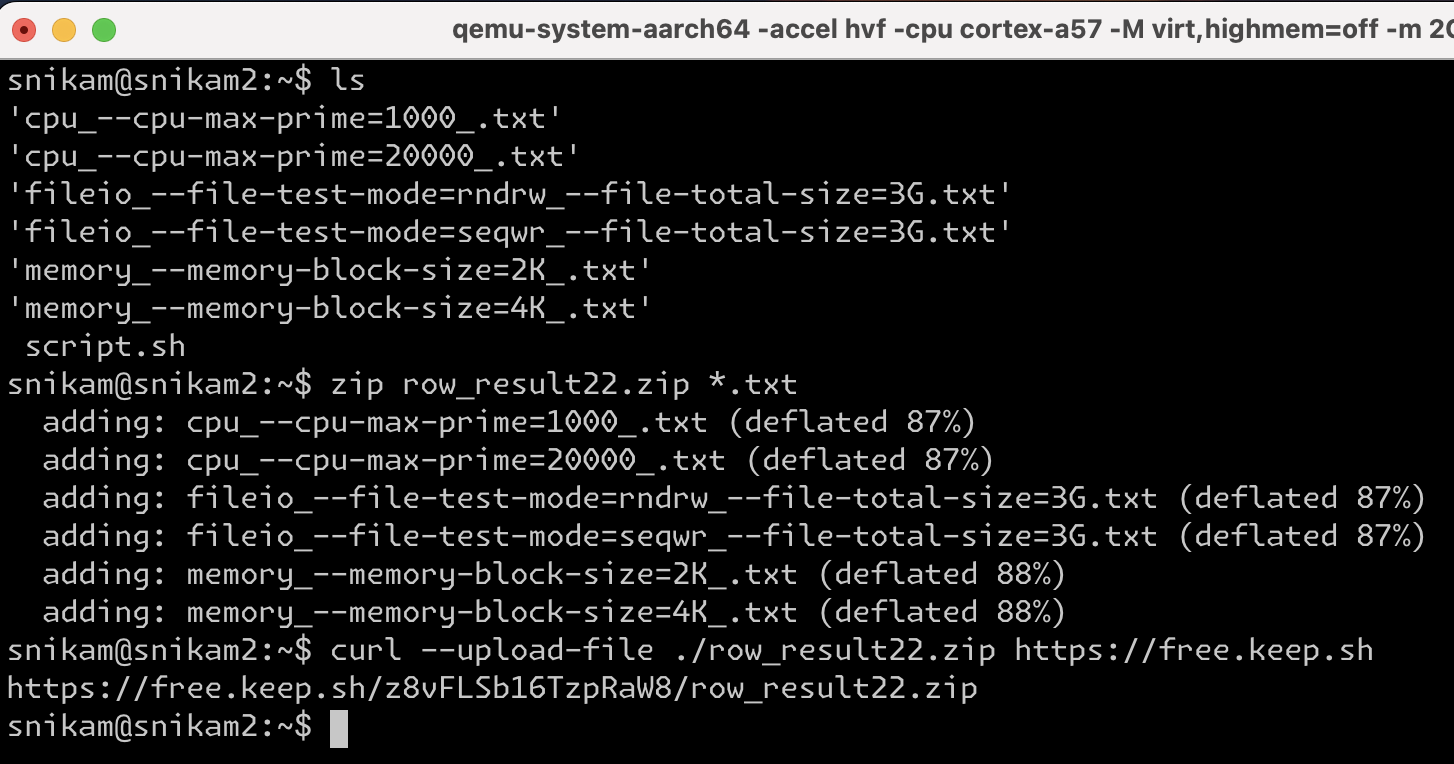 qemu-system-aarch64 -accel hvf -cpu cortex-a57 -M virt,highmem=off -m 20
snikam@snikam2:~$ ls
'cpu_--cpu-max-prime=1000_.txt'
'cpu_--cpu-max-prime=20000_.txt'
'fileio_--file-test-mode=rndrw_--file-total-size=3G.txt'
'fileio_--file-test-mode=seqwr_--file-total-size=3G.txt'
'memory_--memory-block-size=2K_.txt'
'memory_--memory-block-size=4K_.txt'
 script.sh
snikam@snikam2:~$ zip row_result22.zip *.txt
  adding: cpu_--cpu-max-prime=1000_.txt (deflated 87%)
  adding: cpu_--cpu-max-prime=20000_.txt (deflated 87%)
  adding: fileio_--file-test-mode=rndrw_--file-total-size=3G.txt (deflated 87%)
  adding: fileio_--file-test-mode=seqwr_--file-total-size=3G.txt (deflated 87%)
  adding: memory_--memory-block-size=2K_.txt (deflated 88%)
  adding: memory_--memory-block-size=4K_.txt (deflated 88%)
snikam@snikam2:~$ curl --upload-file ./row_result22.zip https://free.keep.sh
https://free.keep.sh/z8vFLSb16TzpRaW8/row_result22.zip
snikam@snikam2:~$